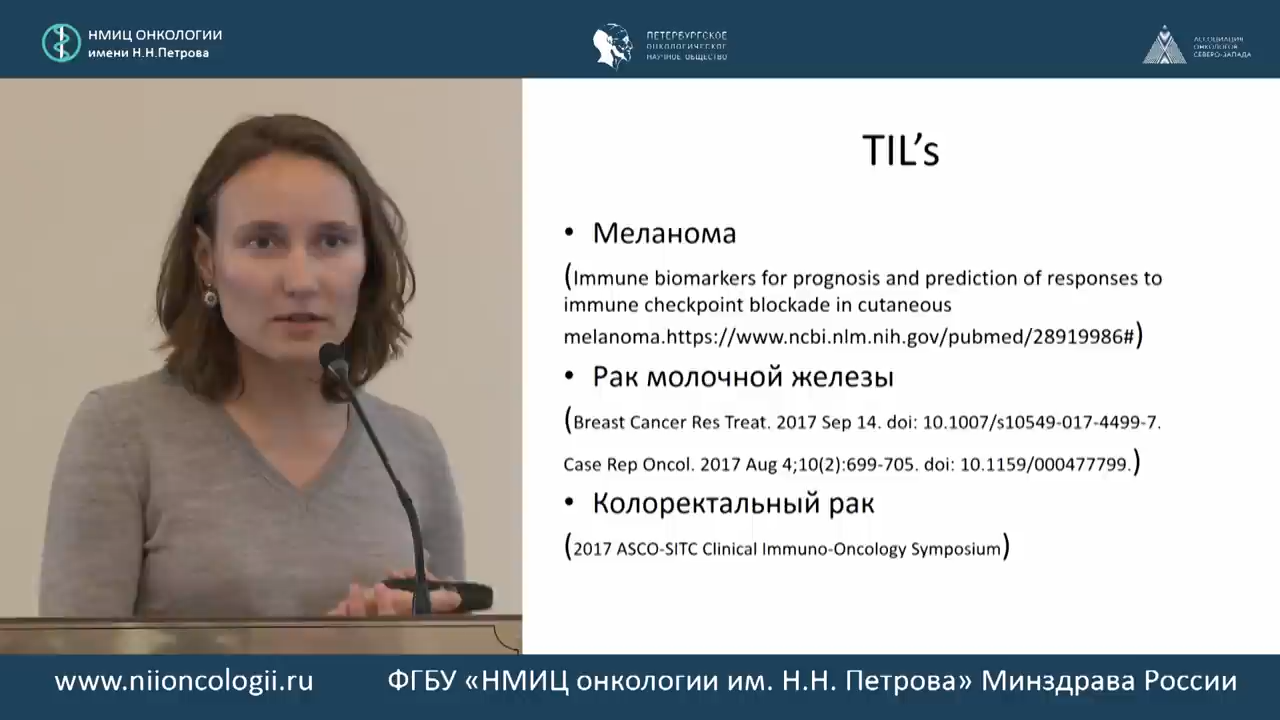 НМИЦ ОНКОЛОГИИ
имени Н.Н.Петрова
ПЕТЕРБУРГСКОЕ
ОНКОЛОГИЧЕСКОЕ
НАУЧНОЕ ОБЩЕСТВО
АССОЦИАЦИЯ
ОНКОЛОГОВ
СЕВЕРО-ЗАПАДА
TIL’s
• Меланома
(Immune biomarkers for prognosis and prediction of responses to
immune checkpoint blockade in cutaneous
melanoma.https://www.ncbi.nlm.nih.gov/pubmed/28919986#)
• Рак молочной железы
(Breast Cancer Res Treat. 2017 Sep 14. doi: 10.1007/s10549-017-4499-7.
Case Rep Oncol. 2017 Aug 4;10(2):699-705. doi: 10.1159/000477799.)
• Колоректальный рак
(2017 ASCO-SITC Clinical Immuno-Oncology Symposium)
www.niioncologii.ru
ФГБУ «НМИЦ онкологии им. Н.Н. Петрова» Минздрава России